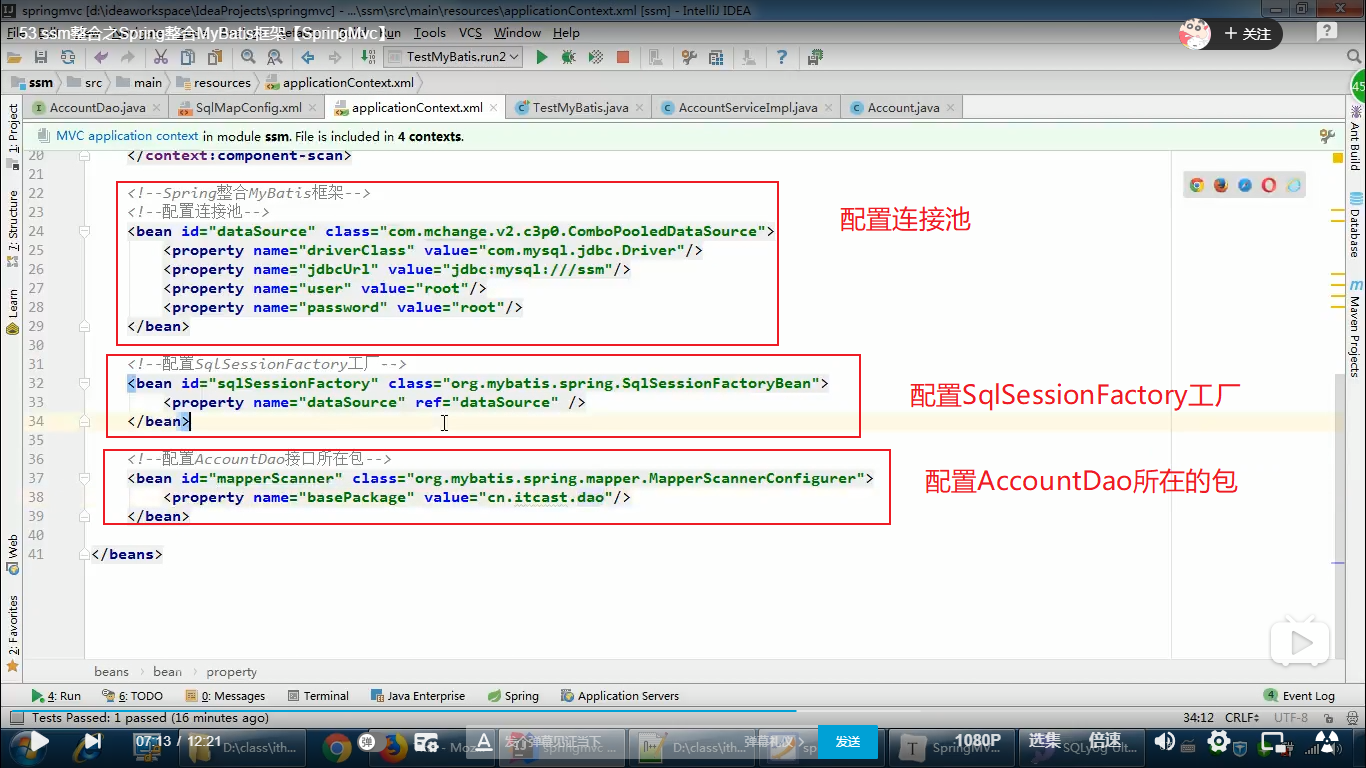 springmvc [d:\ideaworkspace\IdeaProjects\springmvc] - ...\ssm\src\main\resources\applicationContext.xml [ssm] - IntelliJ IDEA
53 ssm整合之Spring整合MyBatis框架【SpringMvc】
Run Tools VCS Window Help
+ 关注
TestMyBatis.run2
ssm src main resources applicationContext.xml
AccountDao.java SqlMapConfig.xml applicationContext.xml TestMyBatis.java AccountServiceImpl.java Account.java
45
MVC application context in module ssm. File is included in 4 contexts.
1: Project
7: Structure
Learn
Web
2: Favorites
Ant Build
Database
Maven Projects
20 </context:component-scan>
21
22 <!--Spring整合MyBatis框架-->
23 <!--配置连接池-->
24 <bean id="dataSource" class="com.mchange.v2.c3p0.ComboPooledDataSource">
25 <property name="driverClass" value="com.mysql.jdbc.Driver"/>
26 <property name="jdbcUrl" value="jdbc:mysql:///ssm"/>
27 <property name="user" value="root"/>
28 <property name="password" value="root"/>
29 </bean>
30
31 <!--配置SqlSessionFactory工厂-->
32 <bean id="sqlSessionFactory" class="org.mybatis.spring.SqlSessionFactoryBean">
33 <property name="dataSource" ref="dataSource" />
34 </bean>
35
36 <!--配置AccountDao接口所在包-->
37 <bean id="mapperScanner" class="org.mybatis.spring.mapper.MapperScannerConfigurer">
38 <property name="basePackage" value="cn.itcast.dao"/>
39 </bean>
40
41 </beans>
配置连接池
配置SqlSessionFactory工厂
配置AccountDao所在的包
beans bean property
4: Run 6: TODO 0: Messages Terminal Java Enterprise Spring Application Servers 4 Event Log
Tests Passed: 1 passed (16 minutes ago) 34:12 CRLF UTF-8
07:13 / 12:21 弹 弹幕礼仪 发送 1080P 选集 倍速
D:\class\ith... D:\class\ith... SpringMV...